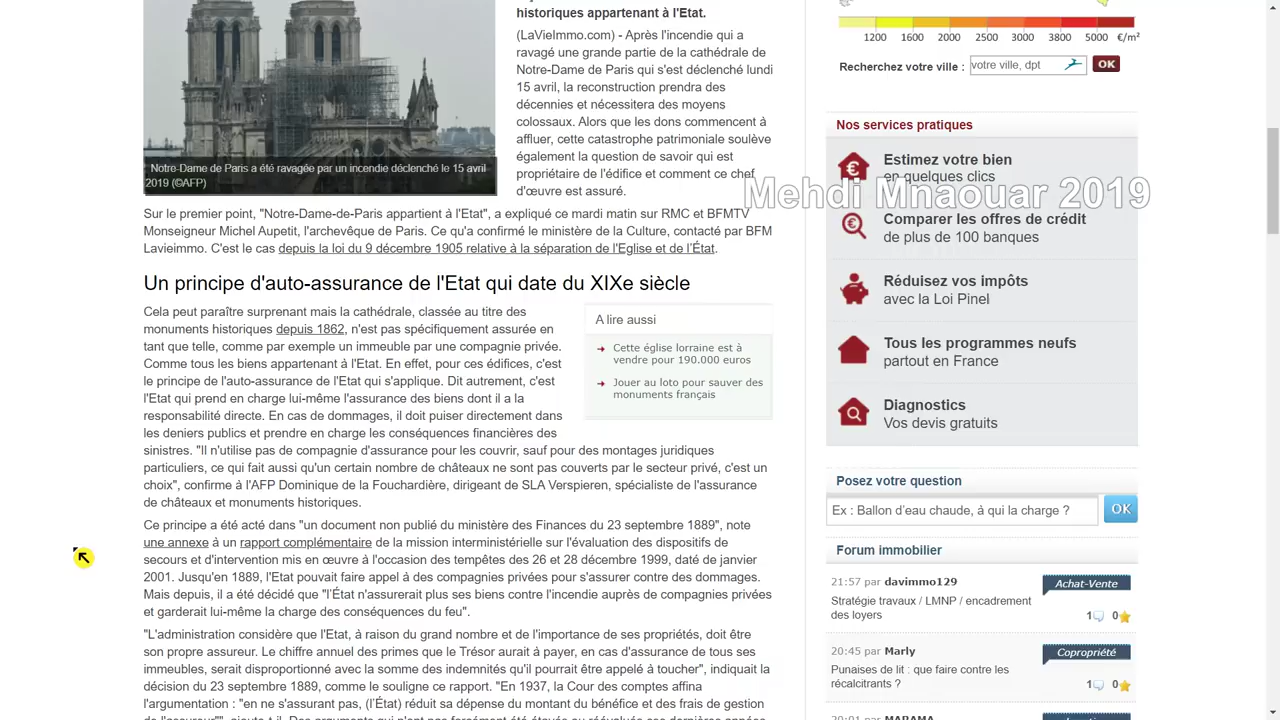 historiques appartenant à l'Etat.
(LaVieImmo.com) - Après l'incendie qui a
ravagé une grande partie de la cathédrale de
Notre-Dame de Paris qui s'est déclenché lundi
15 avril, la reconstruction prendra des
décennies et nécessitera des moyens
colossaux. Alors que les dons commencent à
affluer, cette catastrophe patrimoniale soulève
également la question de savoir qui est
propriétaire de l'édifice et comment ce chef
d'œuvre est assuré.
Notre-Dame de Paris a été ravagée par un incendie déclenché le 15 avril
2019 (©AFP)
Sur le premier point, "Notre-Dame-de-Paris appartient à l'Etat", a expliqué ce mardi matin sur RMC et BFMTV
Monseigneur Michel Aupetit, l'archevêque de Paris. Ce qu'a confirmé le ministère de la Culture, contacté par BFM
Lavieimmo. C'est le cas depuis la loi du 9 décembre 1905 relative à la séparation de l'Eglise et de l'État.
Un principe d'auto-assurance de l'Etat qui date du XIXe siècle
Cela peut paraître surprenant mais la cathédrale, classée au titre des
monuments historiques depuis 1862, n'est pas spécifiquement assurée en
tant que telle, comme par exemple un immeuble par une compagnie privée.
Comme tous les biens appartenant à l'Etat. En effet, pour ces édifices, c'est
le principe de l'auto-assurance de l'Etat qui s'applique. Dit autrement, c'est
l'Etat qui prend en charge lui-même l'assurance des biens dont il a la
responsabilité directe. En cas de dommages, il doit puiser directement dans
les deniers publics et prendre en charge les conséquences financières des
sinistres. "Il n'utilise pas de compagnie d'assurance pour les couvrir, sauf pour des montages juridiques
particuliers, ce qui fait aussi qu'un certain nombre de châteaux ne sont pas couverts par le secteur privé, c'est un
choix", confirme à l'AFP Dominique de la Fouchardière, dirigeant de SLA Verspieren, spécialiste de l'assurance
de châteaux et monuments historiques.
A lire aussi
Cette église lorraine est à
vendre pour 190.000 euros
Jouer au loto pour sauver des
monuments français
Ce principe a été acté dans "un document non publié du ministère des Finances du 23 septembre 1889", note
une annexe à un rapport complémentaire de la mission interministérielle sur l'évaluation des dispositifs de
secours et d'intervention mis en œuvre à l'occasion des tempêtes des 26 et 28 décembre 1999, daté de janvier
2001. Jusqu'en 1889, l'Etat pouvait faire appel à des compagnies privées pour s'assurer contre des dommages.
Mais depuis, il a été décidé que "l'État n'assurerait plus ses biens contre l'incendie auprès de compagnies privées
et garderait lui-même la charge des conséquences du feu".
"L'administration considère que l'Etat, à raison du grand nombre et de l'importance de ses propriétés, doit être
son propre assureur. Le chiffre annuel des primes que le Trésor aurait à payer, en cas d'assurance de tous ses
immeubles, serait disproportionné avec la somme des indemnités qu'il pourrait être appelé à toucher", indiquait la
décision du 23 septembre 1889, comme le souligne ce rapport. "En 1937, la Cour des comptes affina
l'argumentation : "en ne s'assurant pas, (l'État) réduit sa dépense du montant du bénéfice et des frais de gestion
1200 1600 2000 2500 3000 3800 5000 €/m²
Recherchez votre ville : votre ville, dpt OK
Nos services pratiques
Estimez votre bien
en quelques clics
Mehdi Mnaouar 2019
Comparer les offres de crédit
de plus de 100 banques
Réduisez vos impôts
avec la Loi Pinel
Tous les programmes neufs
partout en France
Diagnostics
Vos devis gratuits
Posez votre question
Ex : Ballon d'eau chaude, à qui la charge ? OK
Forum immobilier
21:57 par davimmo129 Achat-Vente
Stratégie travaux / LMNP / encadrement
des loyers
1 0
20:45 par Marly Copropriété
Punaises de lit : que faire contre les
récalcitrants ?
1 0